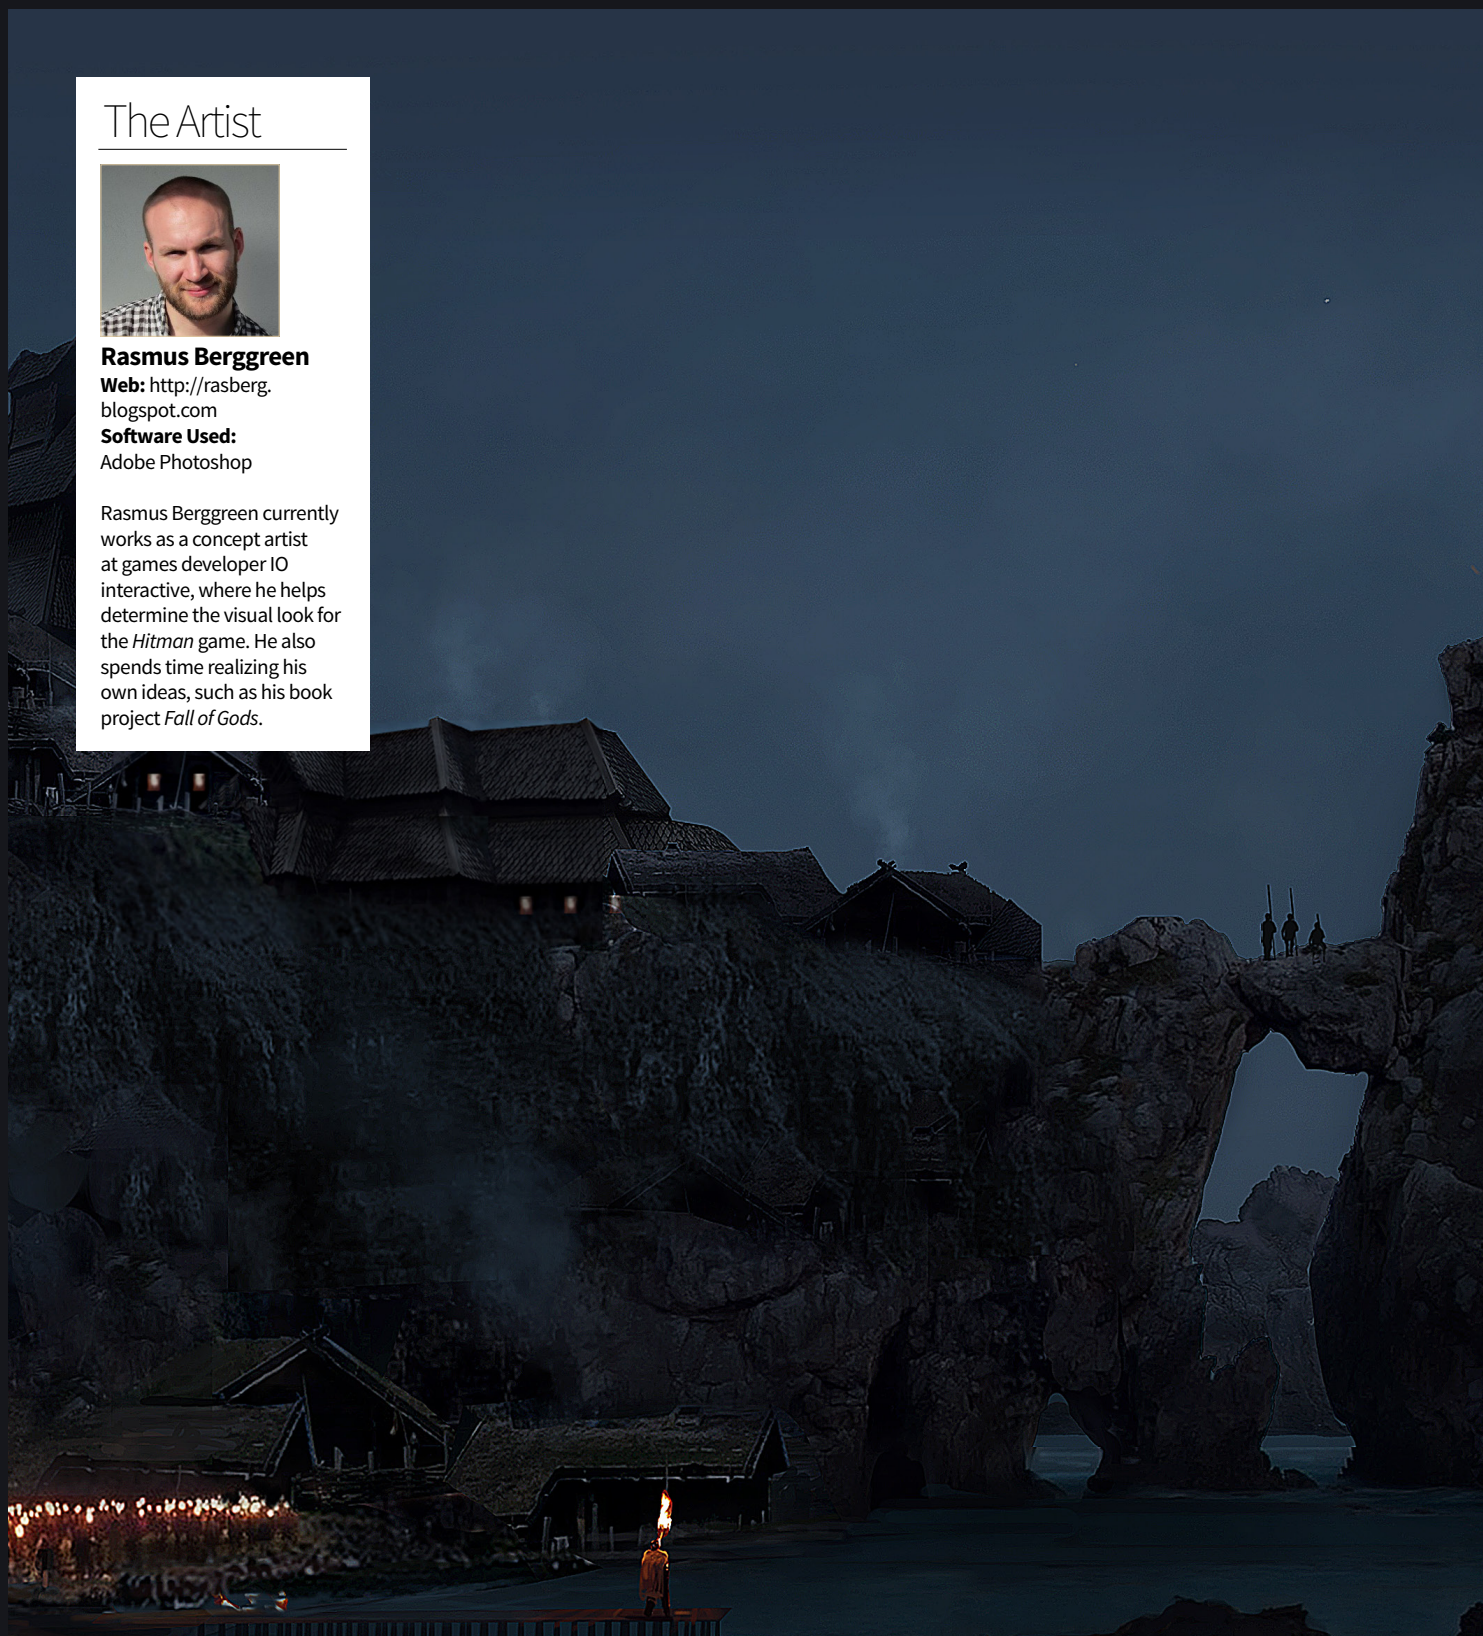 The Artist
Rasmus Berggreen
Web: http://rasberg.
blogspot.com
Software Used:
Adobe Photoshop
Rasmus Berggreen currently
works as a concept artist
at games developer IO
interactive, where he helps
determine the visual look for
the Hitman game. He also
spends time realizing his
own ideas, such as his book
project Fall of Gods.